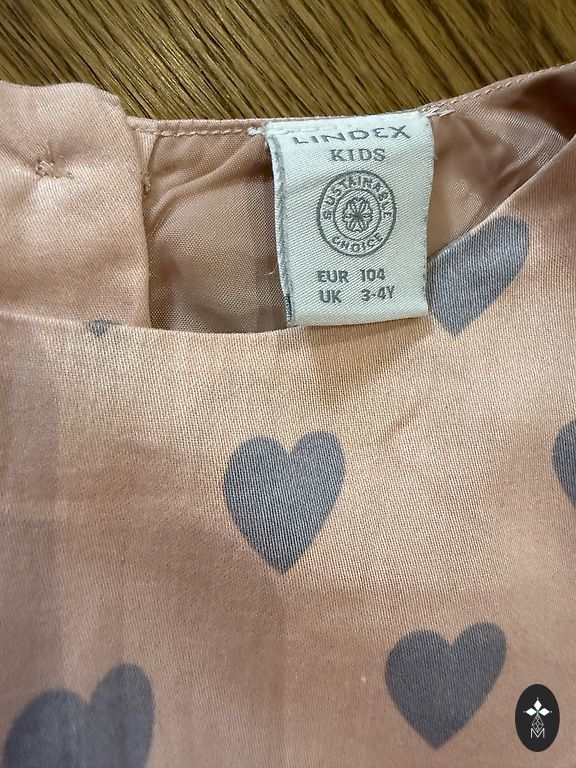 LINDEX
KIDS
SUSTAINABLE
CHOICE
EUR 104
UK 3-4Y
M